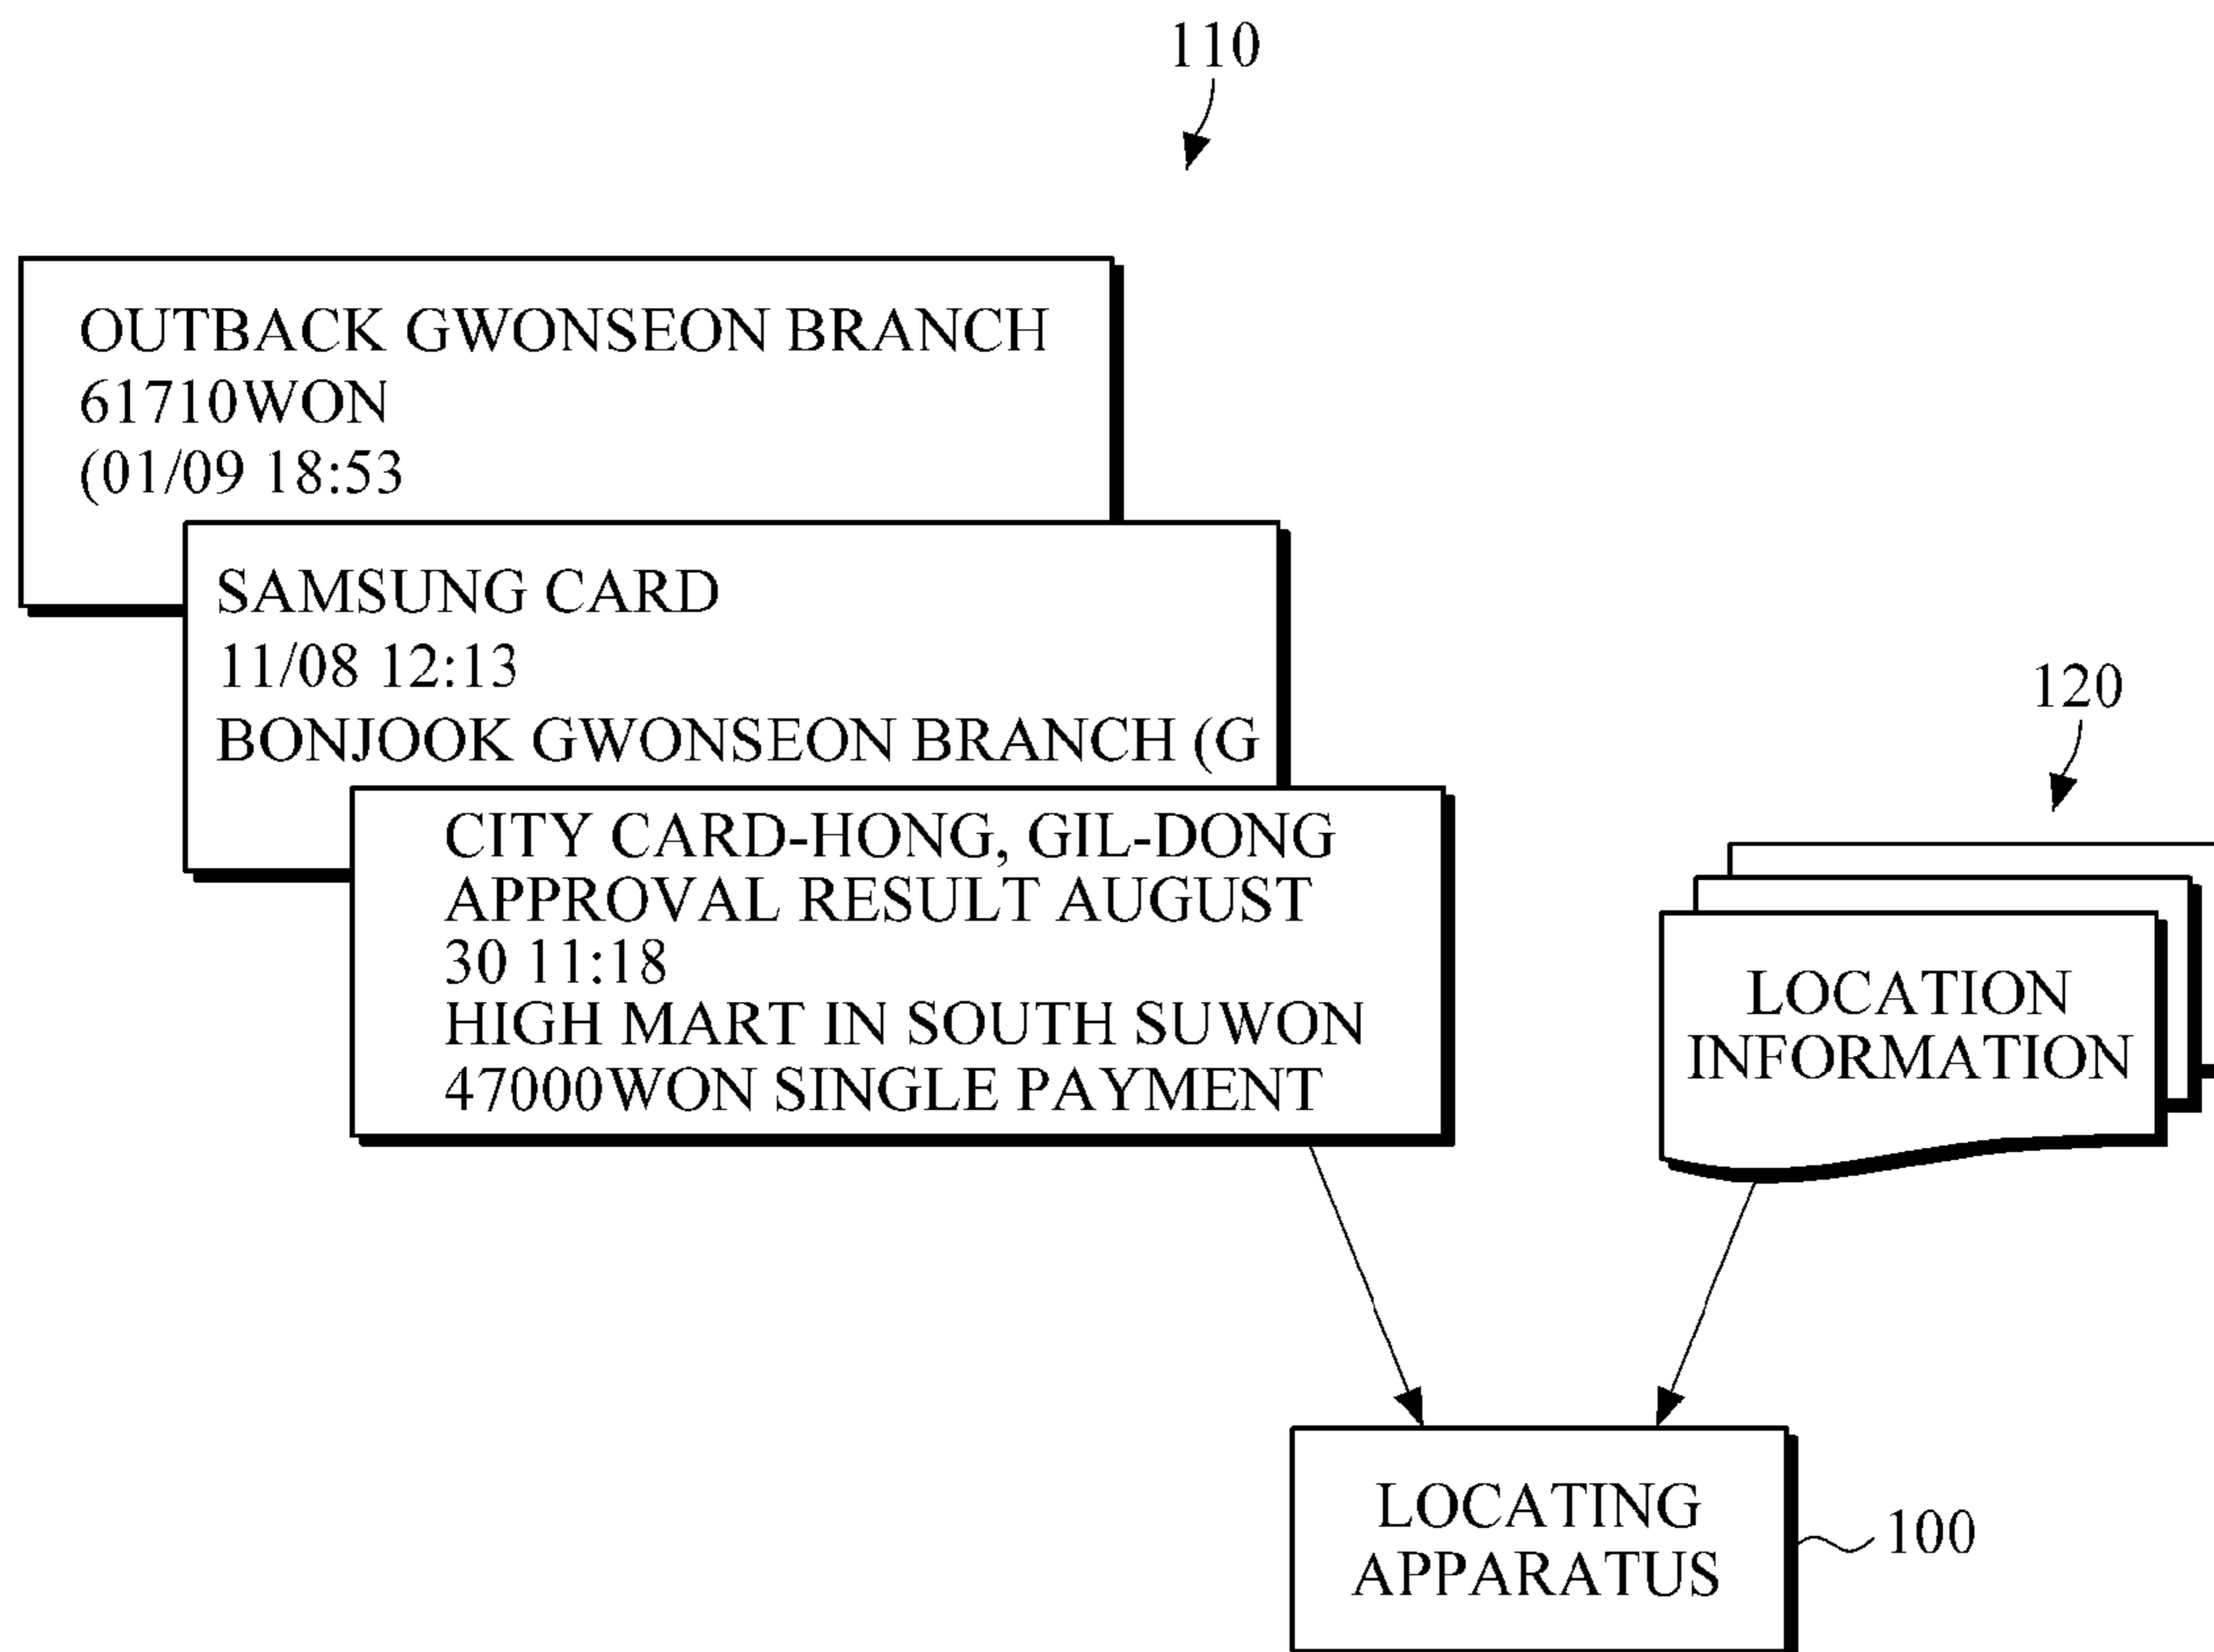 110
OUTBACK GWONSEON BRANCH
61710WON
(01/09 18:53
SAMSUNG CARD
11/08 12:13
BONJOOK GWONSEON BRANCH (G
CITY CARD-HONG, GIL-DONG
APPROVAL RESULT AUGUST
30 11:18
HIGH MART IN SOUTH SUWON
47000WON SINGLE PAYMENT
120
LOCATION
INFORMATION
LOCATING
APPARATUS
100